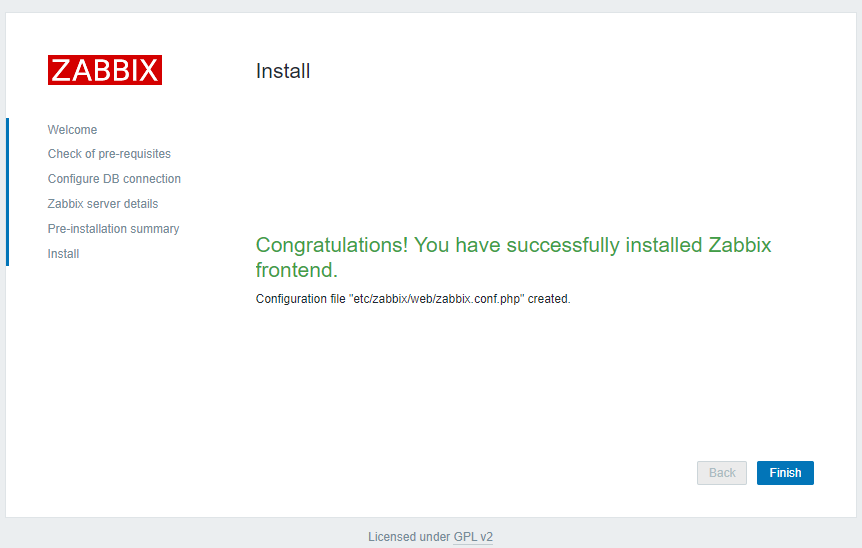 ZABBIX
Install
Welcome
Check of pre-requisites
Configure DB connection
Zabbix server details
Pre-installation summary
Install
Congratulations! You have successfully installed Zabbix
frontend.
Configuration file "etc/zabbix/web/zabbix.conf.php" created.
Back
Finish
Licensed under GPL v2